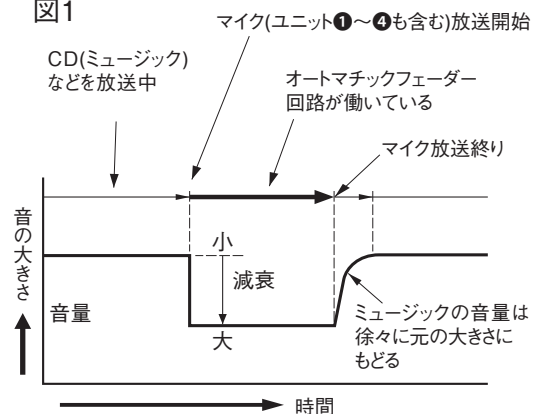 図1
マイク(ユニット❶～❹も含む)放送開始
CD(ミュージック)
などを放送中
オートマチックフェーダー
回路が働いている
マイク放送終り
音の大きさ
小
減衰
大
音量
ミュージックの音量は
徐々に元の大きさに
もどる
時間